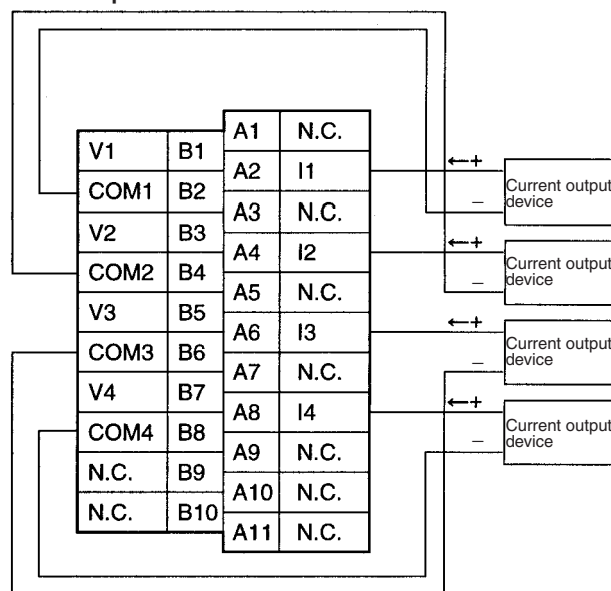 V1 B1
COM1 B2
V2 B3
COM2 B4
V3 B5
COM3 B6
V4 B7
COM4 B8
N.C. B9
N.C. B10
A1 N.C.
A2 I1
A3 N.C.
A4 I2
A5 N.C.
A6 I3
A7 N.C.
A8 I4
A9 N.C.
A10 N.C.
A11 N.C.
←+
−
Current output
device
←+
−
Current output
device
←+
−
Current output
device
←+
−
Current output
device